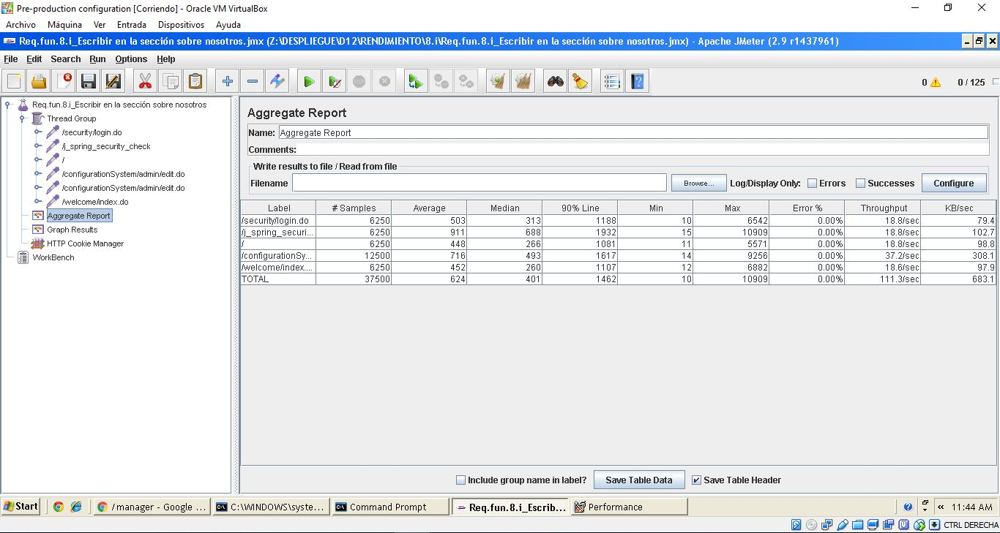 Pre-production configuration [Corriendo] - Oracle VM VirtualBox
Archivo Máquina Ver Entrada Dispositivos Ayuda
Req.fun.8.i_Escribir en la sección sobre nosotros.jmx (Z:\DESPLIEGUE\D12\RENDIMIENTO\8.i\Req.fun.8.i_Escribir en la sección sobre nosotros.jmx) - Apache JMeter (2.9 r1437961)
File Edit Search Run Options Help
0 0 / 125
Req.fun.8.i_Escribir en la sección sobre nosotros
Thread Group
/security/login.do
/j_spring_security_check
/
/configurationSystem/admin/edit.do
/configurationSystem/admin/edit.do
/welcome/index.do
Aggregate Report
Graph Results
HTTP Cookie Manager
WorkBench
Aggregate Report
Name: Aggregate Report
Comments:
Write results to file / Read from file
Filename Browse... Log/Display Only: Errors Successes Configure
Label # Samples Average Median 90% Line Min Max Error % Throughput KB/sec
/security/login.do 6250 503 313 1188 10 6542 0.00% 18.8/sec 79.4
/j_spring_securi... 6250 911 688 1932 15 10909 0.00% 18.8/sec 102.7
/ 6250 448 266 1081 11 5571 0.00% 18.8/sec 98.8
/configurationSy... 12500 716 493 1617 14 9256 0.00% 37.2/sec 308.1
/welcome/index.... 6250 452 260 1107 12 6882 0.00% 18.6/sec 97.9
TOTAL 37500 624 401 1462 10 10909 0.00% 111.3/sec 683.1
Include group name in label? Save Table Data Save Table Header
Start /manager - Google ... C:\WINDOWS\syste... Command Prompt Req.fun.8.i_Escrib... Performance « 11:44 AM
CTRL DERECHA